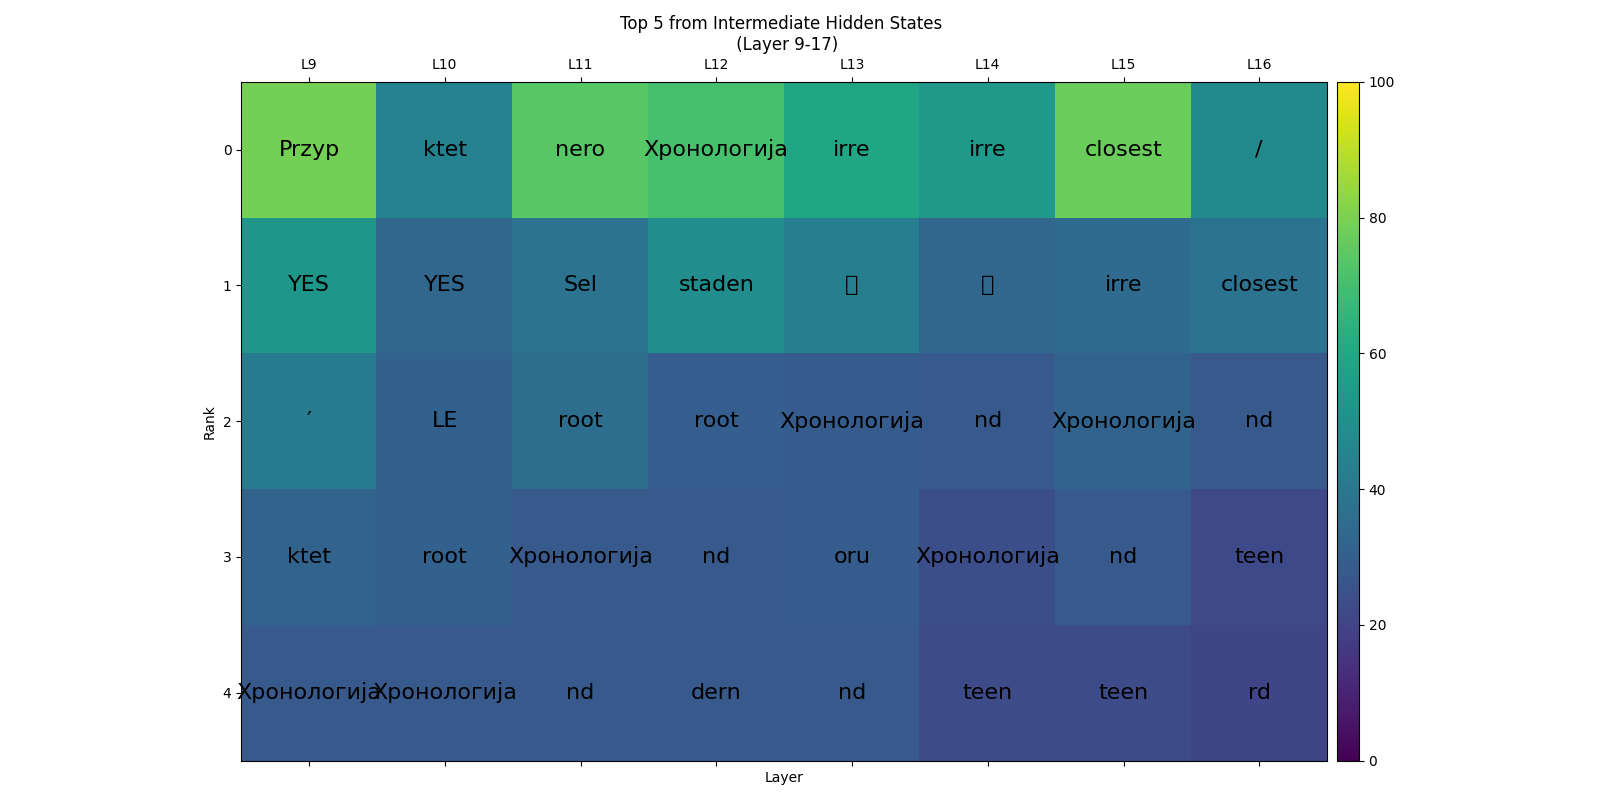 Top 5 from Intermediate Hidden States
(Layer 9-17)
L9 L10 L11 L12 L13 L14 L15 L16
0 Przyp ktet nero Хронологија irre irre closest /
1 YES YES Sel staden irre closest
2 ′ LE root root Хронологија nd Хронологија nd
3 ktet root Хронологија nd oru Хронологија nd teen
4 Хронологија Хронологија nd dern nd teen teen rd
Rank
Layer
100
80
60
40
20
0